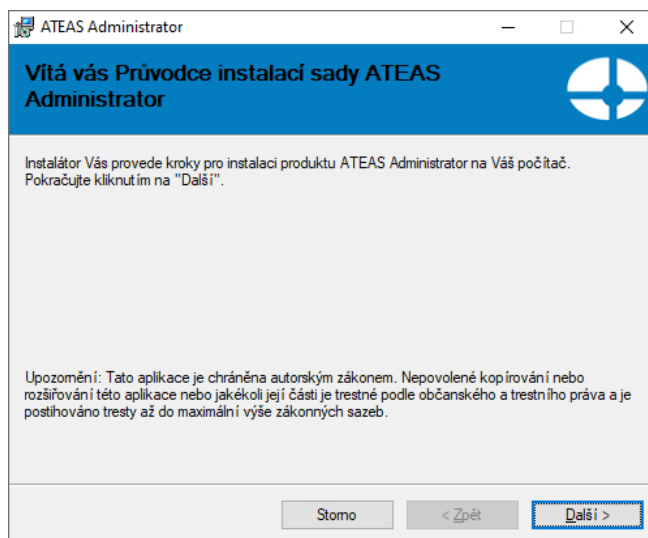 ATEAS Administrator
Vítá vás Průvodce instalací sady ATEAS
Administrator
Instalátor Vás provede kroky pro instalaci produktu ATEAS Administrator na Váš počítač.
Pokračujte kliknutím na "Další".
Upozornění: Tato aplikace je chráněna autorským zákonem. Nepovolené kopírování nebo
rozšiřování této aplikace nebo jakékoli její části je trestné podle občanského a trestního práva a je
postihováno tresty až do maximální výše zákonných sazeb.
Storno
< Zpět
Další >